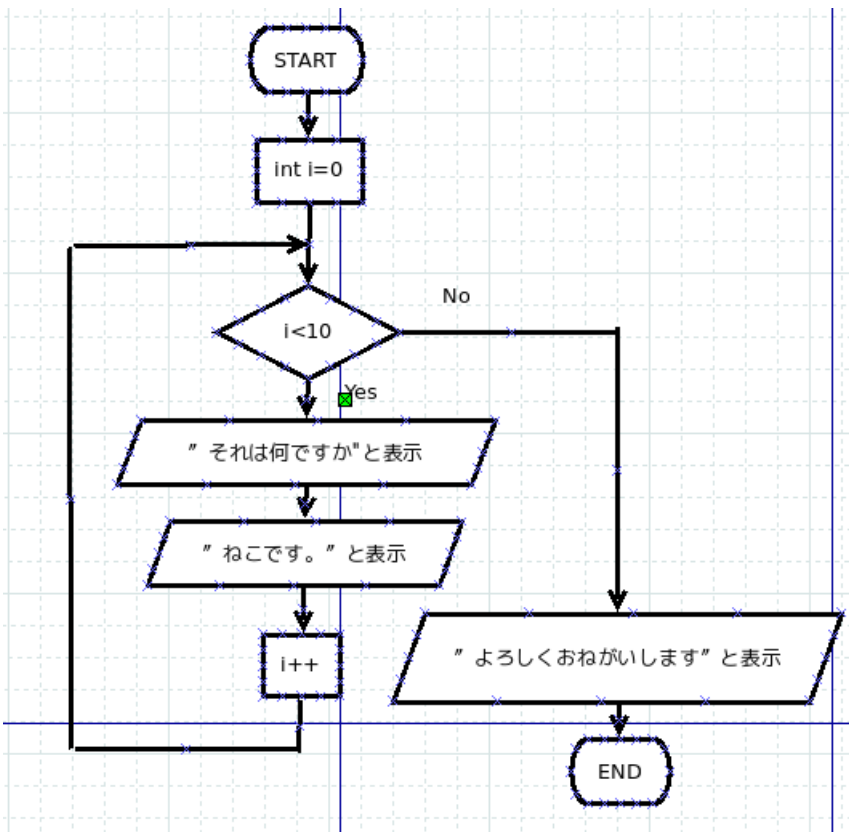 START
int i=0
i<10
No
Yes
”それは何ですか"と表示
”ねこです。”と表示
i++
”よろしくおねがいします”と表示
END